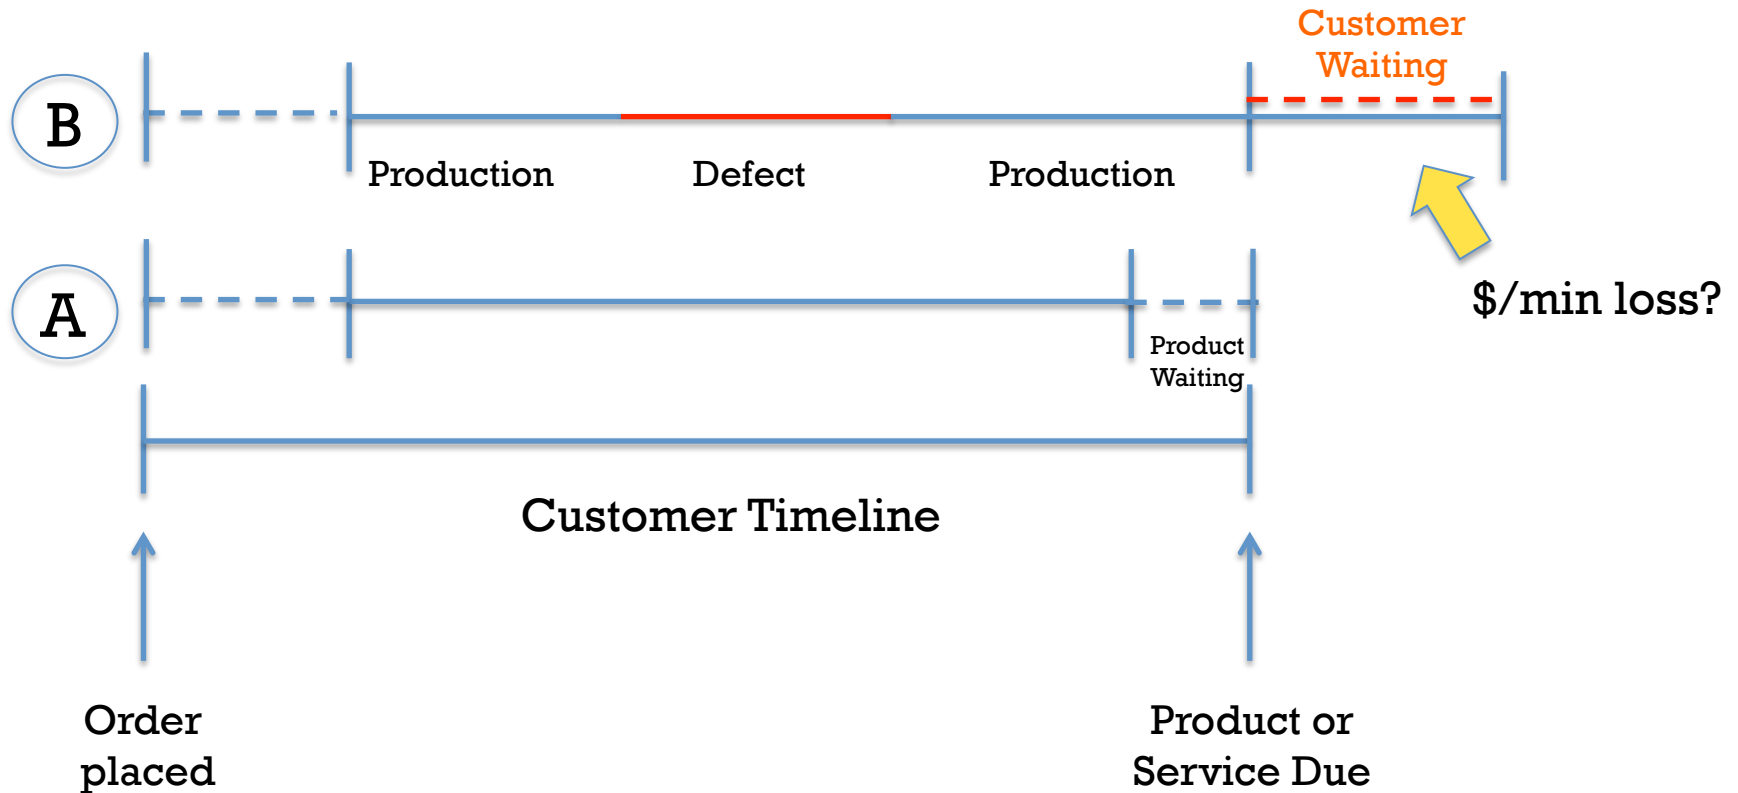 Customer
Waiting
B
Production Defect Production
A
$/min loss?
Product
Waiting
Customer Timeline
Order
placed
Product or
Service Due